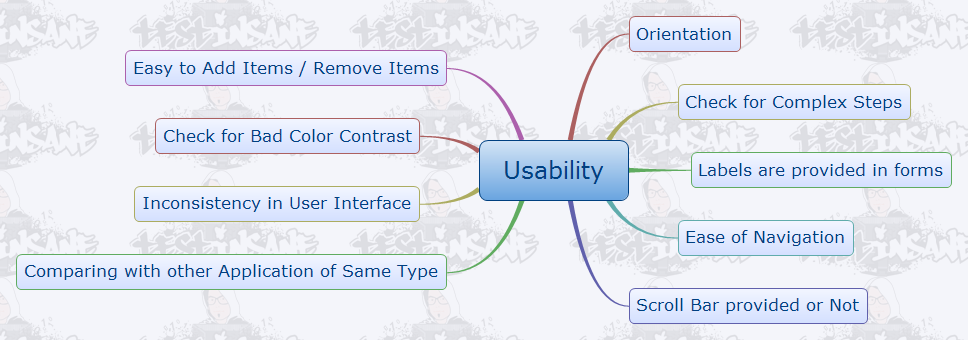 Orientation
Easy to Add Items / Remove Items
Check for Complex Steps
Check for Bad Color Contrast
Usability
Labels are provided in forms
Inconsistency in User Interface
Ease of Navigation
Comparing with other Application of Same Type
Scroll Bar provided or Not